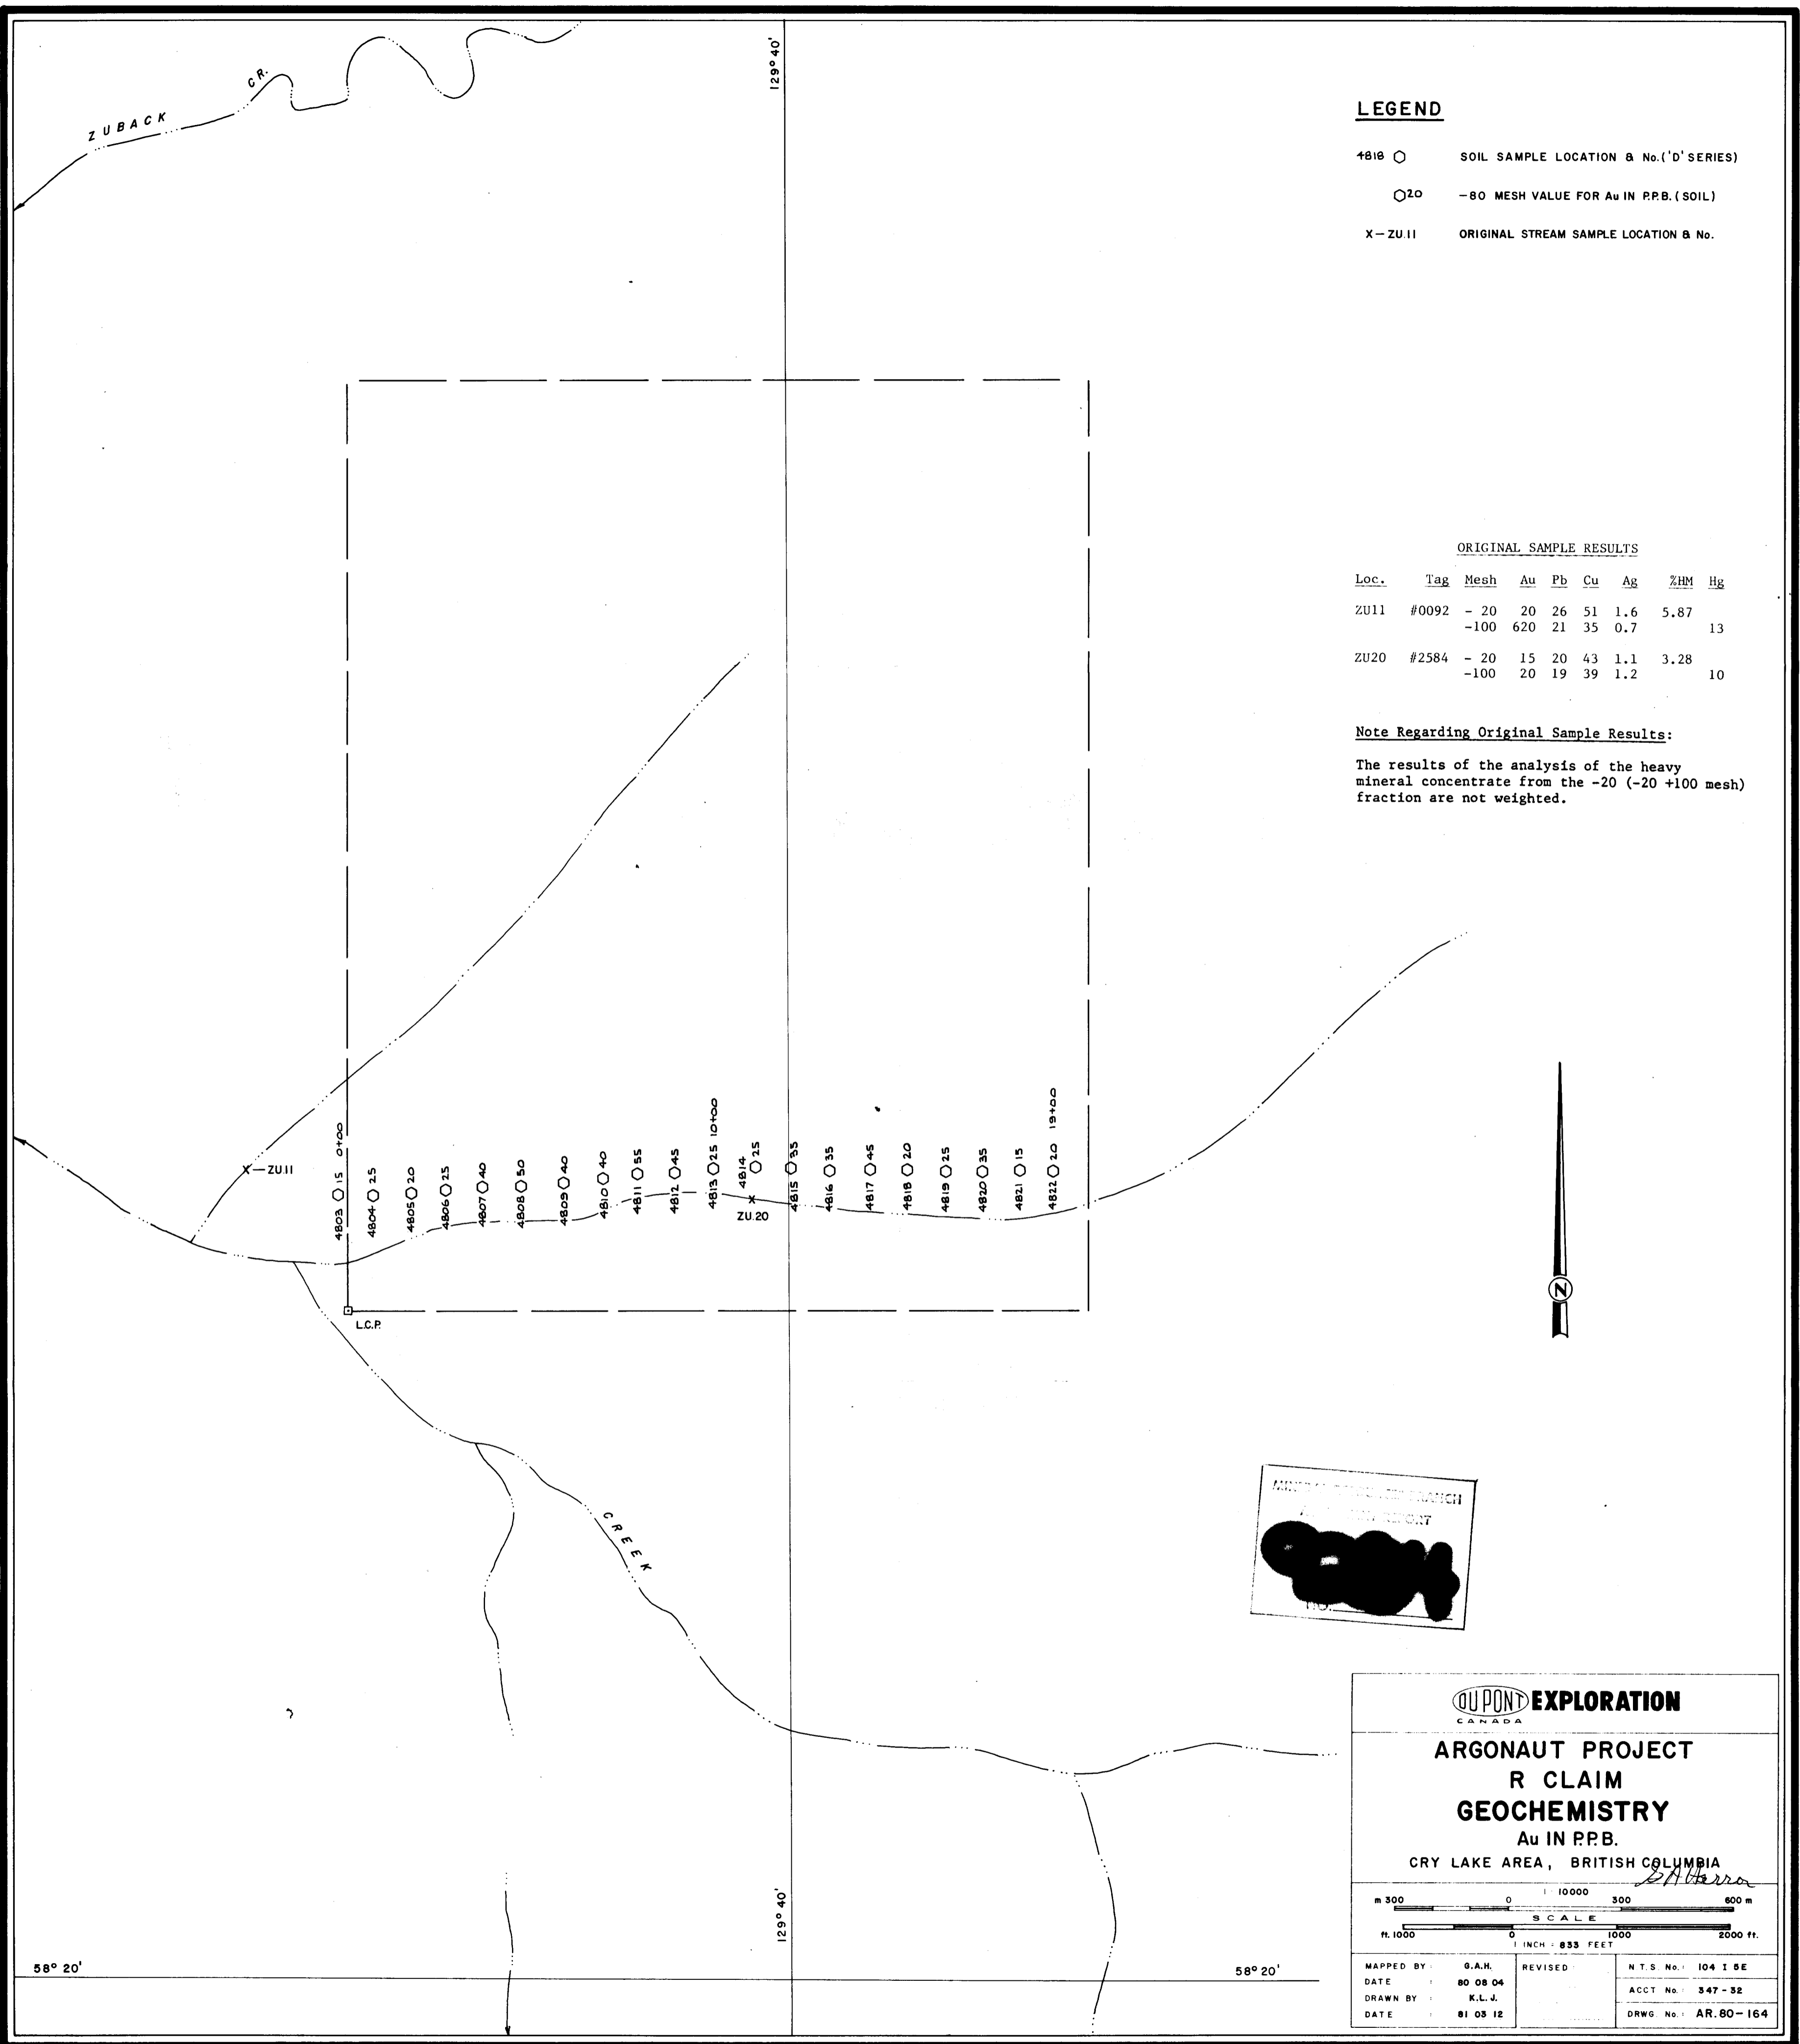 ZUBACK CR.
129° 40'
LEGEND
4818 SOIL SAMPLE LOCATION & No. ('D' SERIES)
20 -80 MESH VALUE FOR Au IN P.P.B. (SOIL)
X-ZU.11 ORIGINAL STREAM SAMPLE LOCATION & No.
ORIGINAL SAMPLE RESULTS
Loc. Tag Mesh Au Pb Cu Ag %HM Hg
ZU11 #0092 - 20 20 26 51 1.6 5.87
-100 620 21 35 0.7 13
ZU20 #2584 - 20 15 20 43 1.1 3.28
-100 20 19 39 1.2 10
Note Regarding Original Sample Results:
The results of the analysis of the heavy
mineral concentrate from the -20 (-20 +100 mesh)
fraction are not weighted.
X-ZU.11
4803 15 0+00
4804 25
4805 20
4806 25
4807 40
4808 50
4809 40
4810 40
4811 55
4812 45
4813 25 10+00
4814 25
4815 35
4816 35
4817 45
4818 20
4819 25
4820 35
4821 15
4822 20 19+00
X
ZU.20
L.C.P.
N
CREEK
BRANCH
REPORT
NO.
DU PONT EXPLORATION
CANADA
ARGONAUT PROJECT
R CLAIM
GEOCHEMISTRY
Au IN P.P.B.
CRY LAKE AREA, BRITISH COLUMBIA
1:10000
m 300 0 300 600 m
SCALE
ft. 1000 0 1000 2000 ft.
1 INCH = 833 FEET
MAPPED BY : G.A.H.
DATE : 80 08 04
DRAWN BY : K.L.J.
DATE : 81 03 12
REVISED :
N.T.S. No. : 104 I 5E
ACCT. No. : 347-32
DRWG. No. : AR.80-164
129° 40'
58° 20'
58° 20'